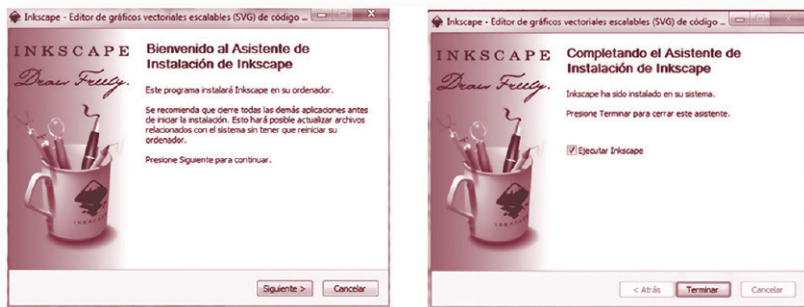 Inkscape - Editor de gráficos vectoriales escalables (SVG) de código ...
INKSCAPE
Draw Freely.
Bienvenido al Asistente de
Instalación de Inkscape
Este programa instalará Inkscape en su ordenador.
Se recomienda que cierre todas las demás aplicaciones antes
de iniciar la instalación. Esto hará posible actualizar archivos
relacionados con el sistema sin tener que reiniciar su
ordenador.
Presione Siguiente para continuar.
INKSCAPE
Siguiente >
Cancelar
Inkscape - Editor de gráficos vectoriales escalables (SVG) de código ...
INKSCAPE
Draw Freely.
Completando el Asistente de
Instalación de Inkscape
Inkscape ha sido instalado en su sistema.
Presione Terminar para cerrar este asistente.
Ejecutar Inkscape
INKSCAPE
< Atrás
Terminar
Cancelar